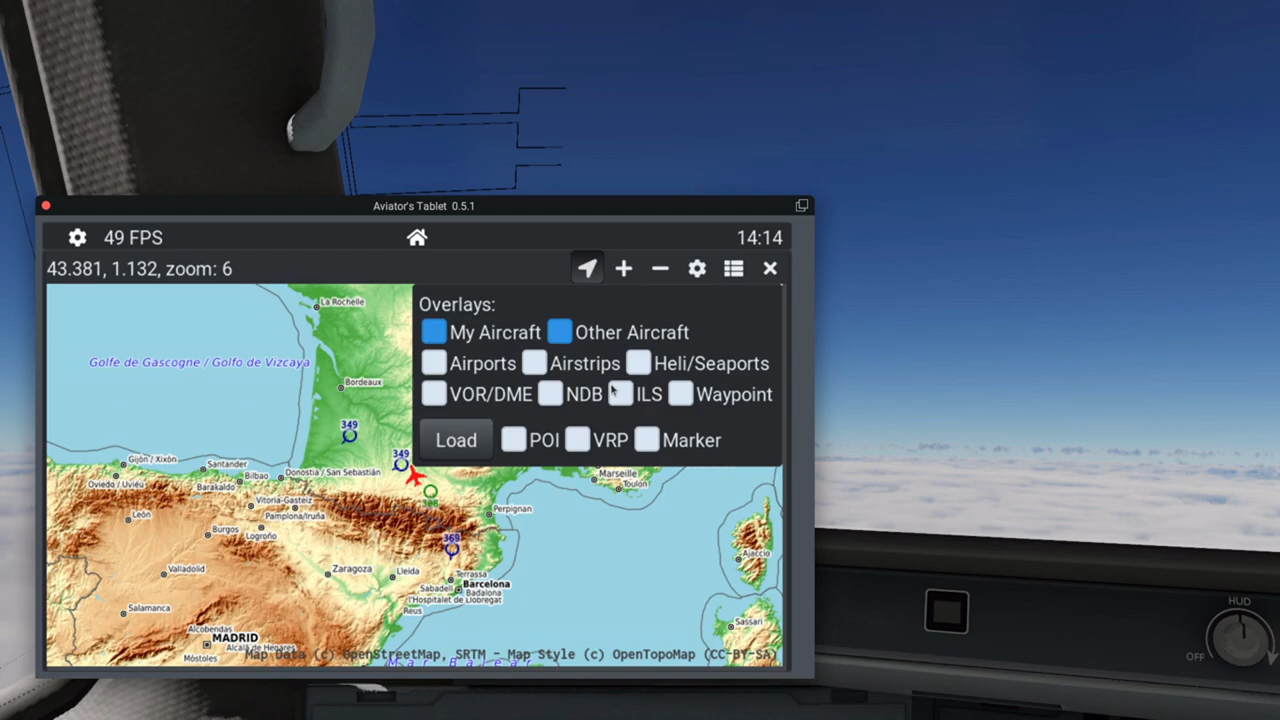 Aviator's Tablet 0.5.1
49 FPS
14:14
43.381, 1.132, zoom: 6
Overlays:
My Aircraft Other Aircraft
Airports Airstrips Heli/Seaports
VOR/DME NDB ILS Waypoint
Load POI VRP Marker
La Rochelle
Golfe de Gascogne / Golfo de Vizcaya
Bordeaux
349
349
308
369
Gijón / Xixón
Santander
Bilbao
Donostia / San Sebastián
Oviedo / Uviéu
Barakaldo
Vitoria-Gasteiz
Pamplona/Iruña
León
Burgos
Logroño
Perpignan
Marseille
Toulon
Ajaccio
Valladolid
Zaragoza
Lleida
Terrassa
Sabadell
Barcelona
Badalona
l'Hospitalet de Llobregat
Reus
Salamanca
Sassari
Alcobendas
MADRID
Alcalá de Henares
Móstoles
Mar Balear
Map Data (c) OpenStreetMap, SRTM - Map Style (c) OpenTopoMap (CC-BY-SA)
HUD
OFF